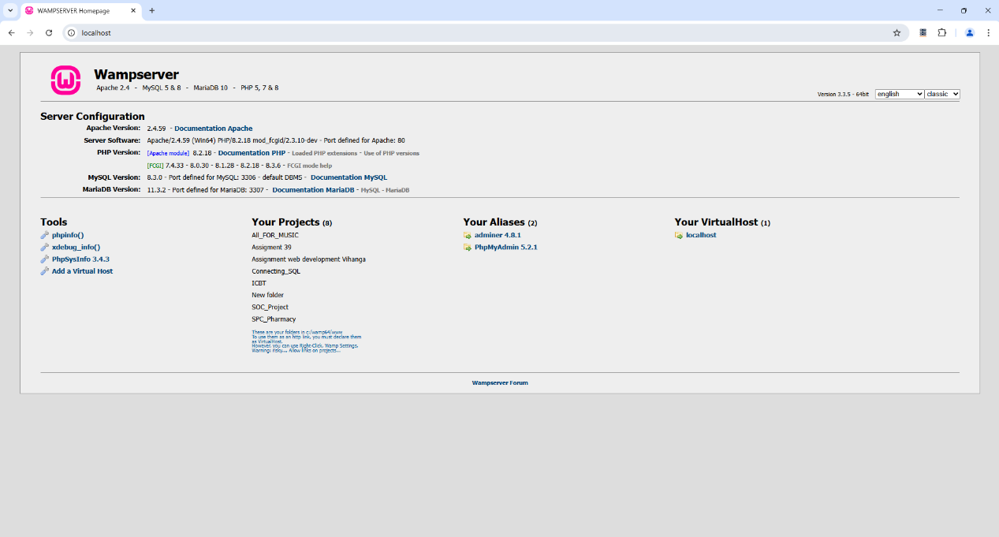 WAMPSERVER Homepage
localhost
Wampserver
Apache 2.4 - MySQL 5 & 8 - MariaDB 10 - PHP 5, 7 & 8
Version 3.3.5 - 64bit english classic
Server Configuration
Apache Version: 2.4.59 - Documentation Apache
Server Software: Apache/2.4.59 (Win64) PHP/8.2.18 mod_fcgid/2.3.10-dev - Port defined for Apache: 80
PHP Version: [Apache module] 8.2.18 - Documentation PHP - Loaded PHP extensions - Use of PHP versions
[FCGI] 7.4.33 - 8.0.30 - 8.1.28 - 8.2.18 - 8.3.6 - FCGI mode help
MySQL Version: 8.3.0 - Port defined for MySQL: 3306 - default DBMS - Documentation MySQL
MariaDB Version: 11.3.2 - Port defined for MariaDB: 3307 - Documentation MariaDB - MySQL - MariaDB
Tools
phpinfo()
xdebug_info()
PhpSysInfo 3.4.3
Add a Virtual Host
Your Projects (8)
All_FOR_MUSIC
Assigment 39
Assignment web development Vihanga
Connecting_SQL
ICBT
New folder
SOC_Project
SPC_Pharmacy
These are your folders in c:/wamp64/www
To use them as an http link, you must declare them
as VirtualHost.
However, you can use Right-Click, Wamp Settings,
Warning: risky..., Allow links on projects...
Your Aliases (2)
adminer 4.8.1
PhpMyAdmin 5.2.1
Your VirtualHost (1)
localhost
Wampserver Forum